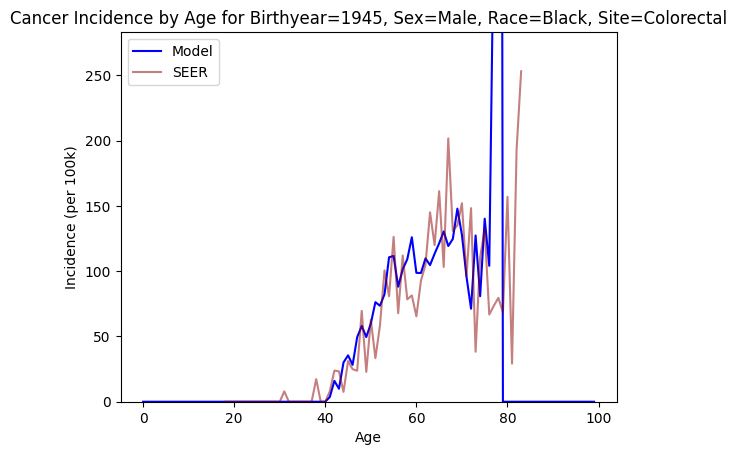 Cancer Incidence by Age for Birthyear=1945, Sex=Male, Race=Black, Site=Colorectal
Model
SEER
250
200
150
100
50
0
Incidence (per 100k)
0 20 40 60 80 100
Age